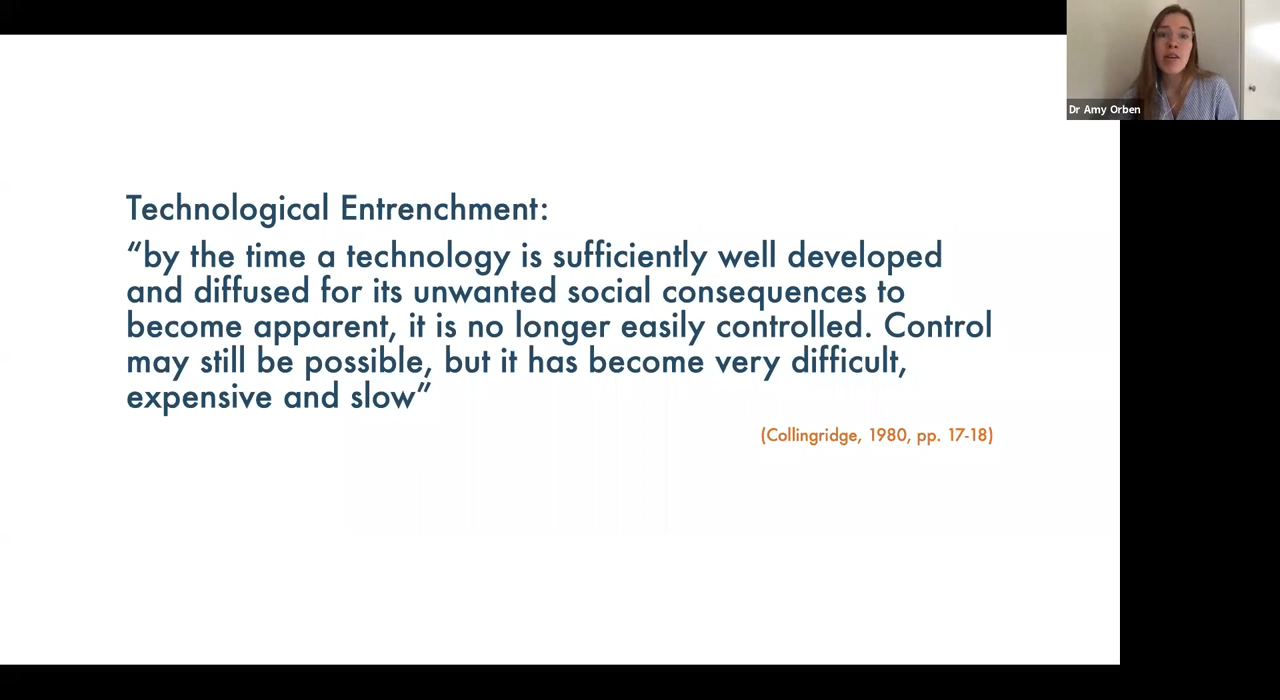 Dr Amy Orben
Technological Entrenchment:
“by the time a technology is sufficiently well developed
and diffused for its unwanted social consequences to
become apparent, it is no longer easily controlled. Control
may still be possible, but it has become very difficult,
expensive and slow”
(Collingridge, 1980, pp. 17-18)